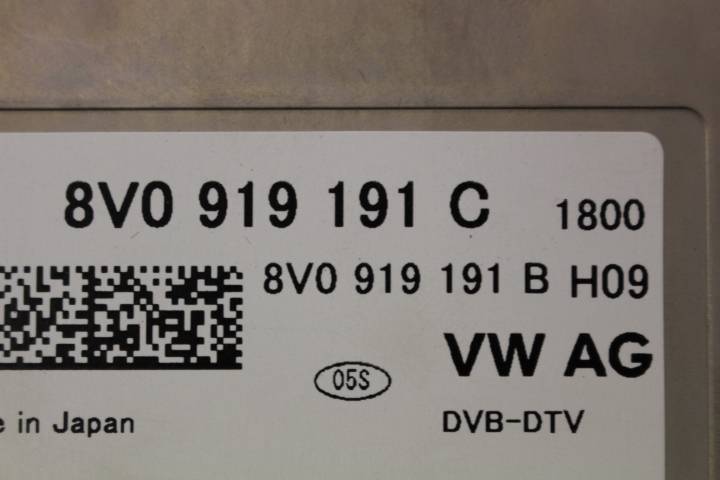 8V0 919 191 C 1800
8V0 919 191 B H09
VW AG
05S
e in Japan DVB-DTV